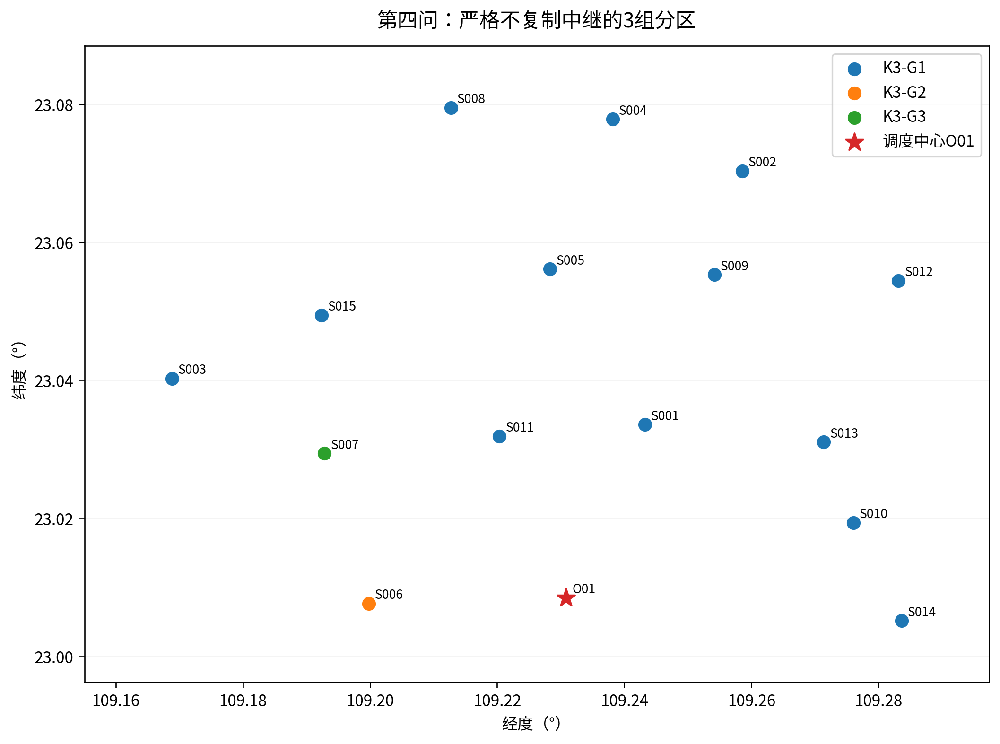 第四问：严格不复制中继的3组分区
K3-G1
K3-G2
K3-G3
调度中心O01
S008
S004
S002
S005
S009
S012
S015
S003
S001
S011
S013
S007
S010
O01
S006
S014
23.08
23.06
23.04
23.02
23.00
纬度（°）
109.16
109.18
109.20
109.22
109.24
109.26
109.28
经度（°）